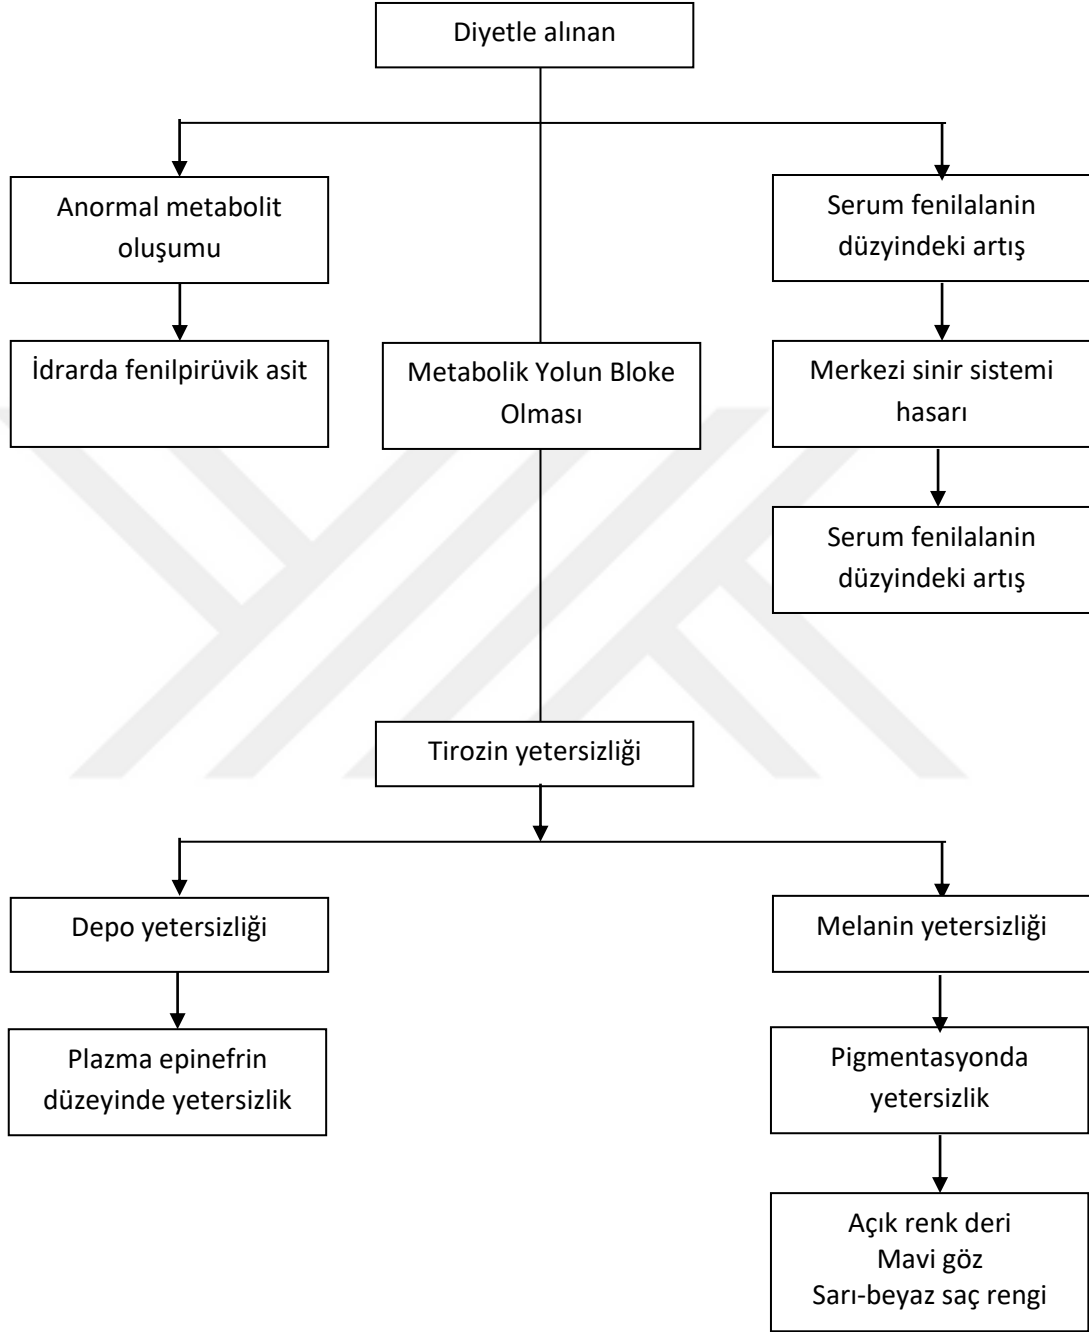 Diyetle alınan
Anormal metabolit
oluşumu
Serum fenilalanin
düzyindeki artış
İdrarda fenilpirüvik asit
Metabolik Yolun Bloke
Olması
Merkezi sinir sistemi
hasarı
Serum fenilalanin
düzyindeki artış
Tirozin yetersizliği
Depo yetersizliği
Melanin yetersizliği
Plazma epinefrin
düzeyinde yetersizlik
Pigmentasyonda
yetersizlik
Açık renk deri
Mavi göz
Sarı-beyaz saç rengi